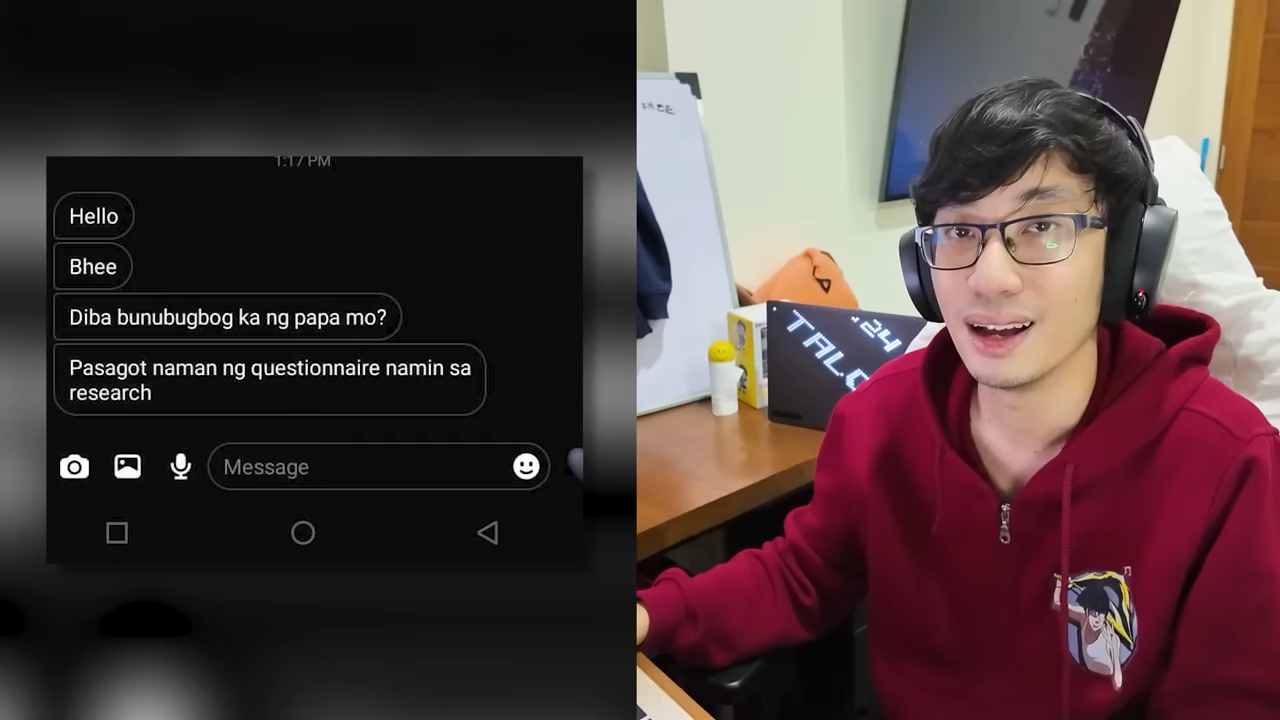 1:17 PM
Hello
Bhee
Diba bunubugbog ka ng papa mo?
Pasagot naman ng questionnaire namin sa
research
Message
.24